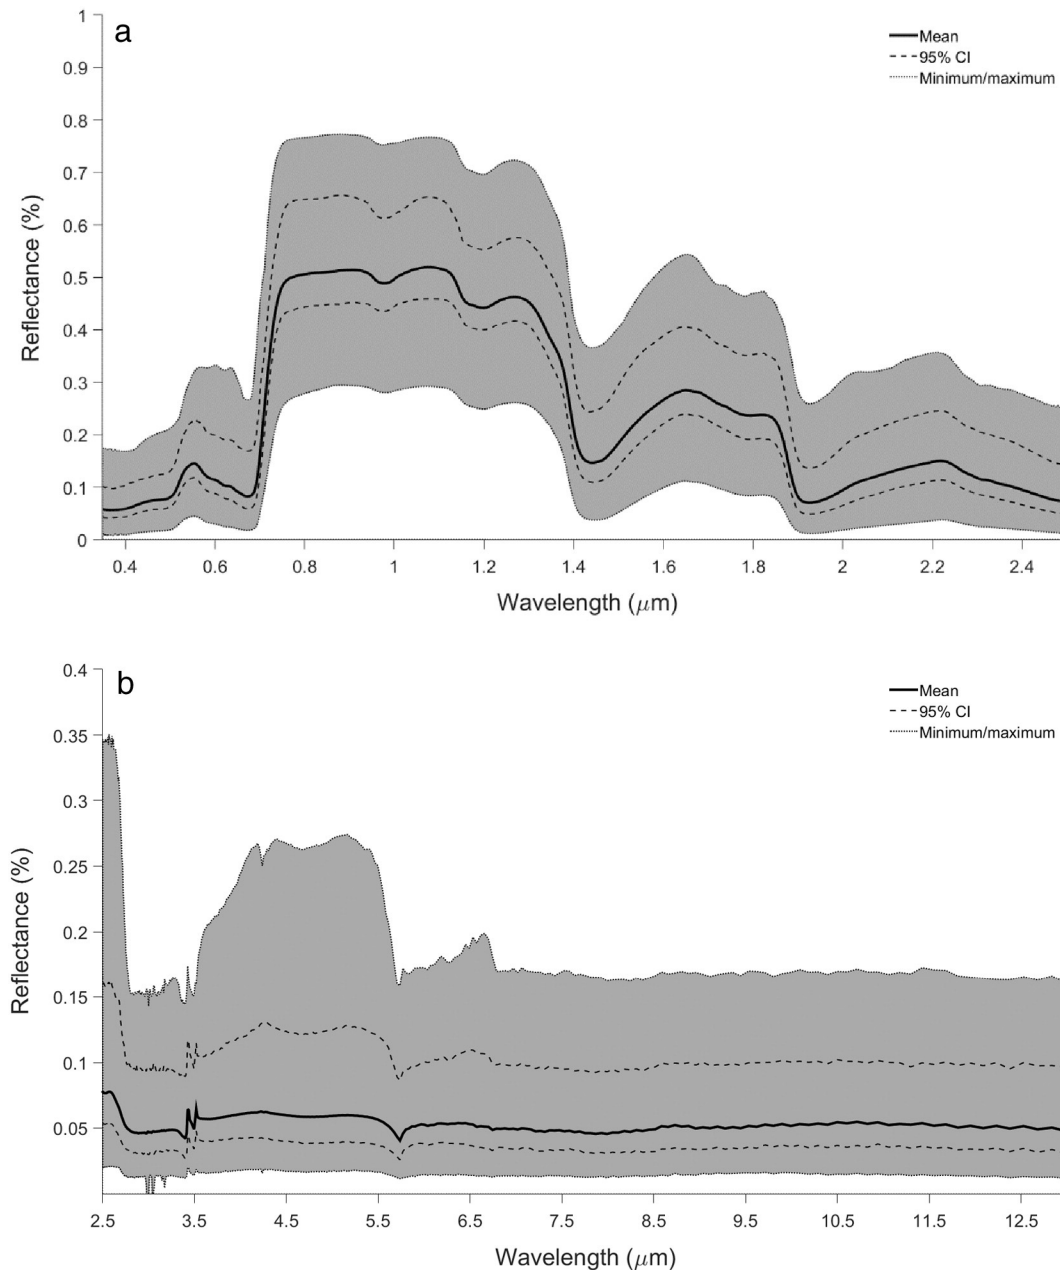 a
Mean
95% CI
Minimum/maximum
1
0.9
0.8
0.7
0.6
0.5
0.4
0.3
0.2
0.1
0
Reflectance (%)
0.4 0.6 0.8 1 1.2 1.4 1.6 1.8 2 2.2 2.4
Wavelength (μm)
b
Mean
95% CI
Minimum/maximum
0.4
0.35
0.3
0.25
0.2
0.15
0.1
0.05
Reflectance (%)
2.5 3.5 4.5 5.5 6.5 7.5 8.5 9.5 10.5 11.5 12.5
Wavelength (μm)